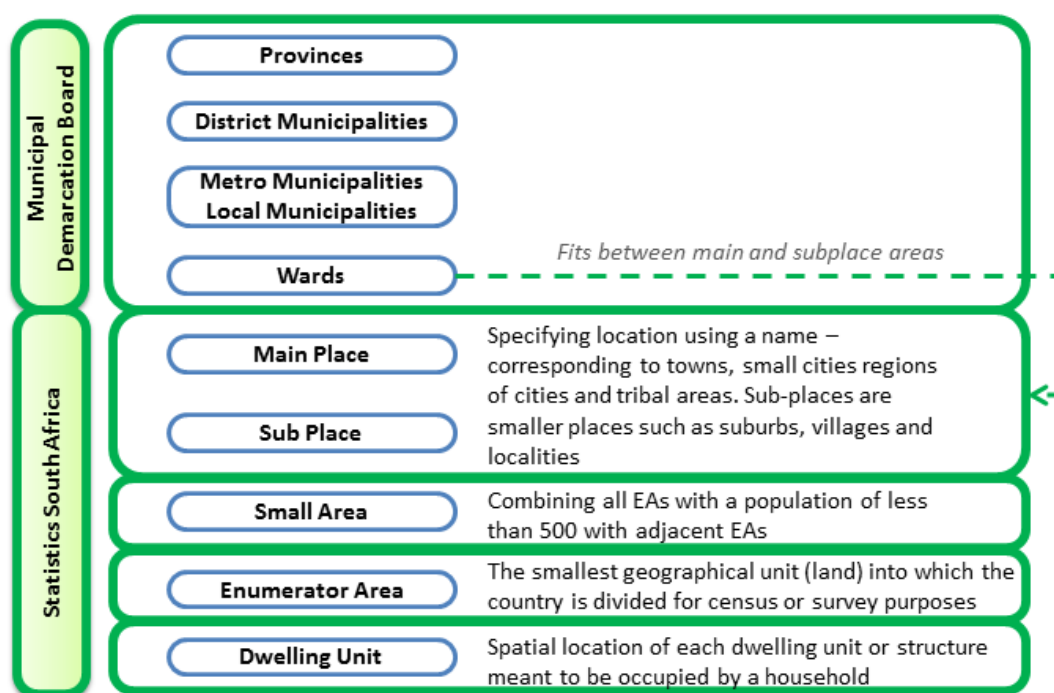 Municipal
Demarcation Board
Provinces
District Municipalities
Metro Municipalities
Local Municipalities
Wards
Fits between main and subplace areas
Statistics South Africa
Main Place
Sub Place
Specifying location using a name –
corresponding to towns, small cities regions
of cities and tribal areas. Sub-places are
smaller places such as suburbs, villages and
localities
Small Area
Combining all EAs with a population of less
than 500 with adjacent EAs
Enumerator Area
The smallest geographical unit (land) into which the
country is divided for census or survey purposes
Dwelling Unit
Spatial location of each dwelling unit or structure
meant to be occupied by a household